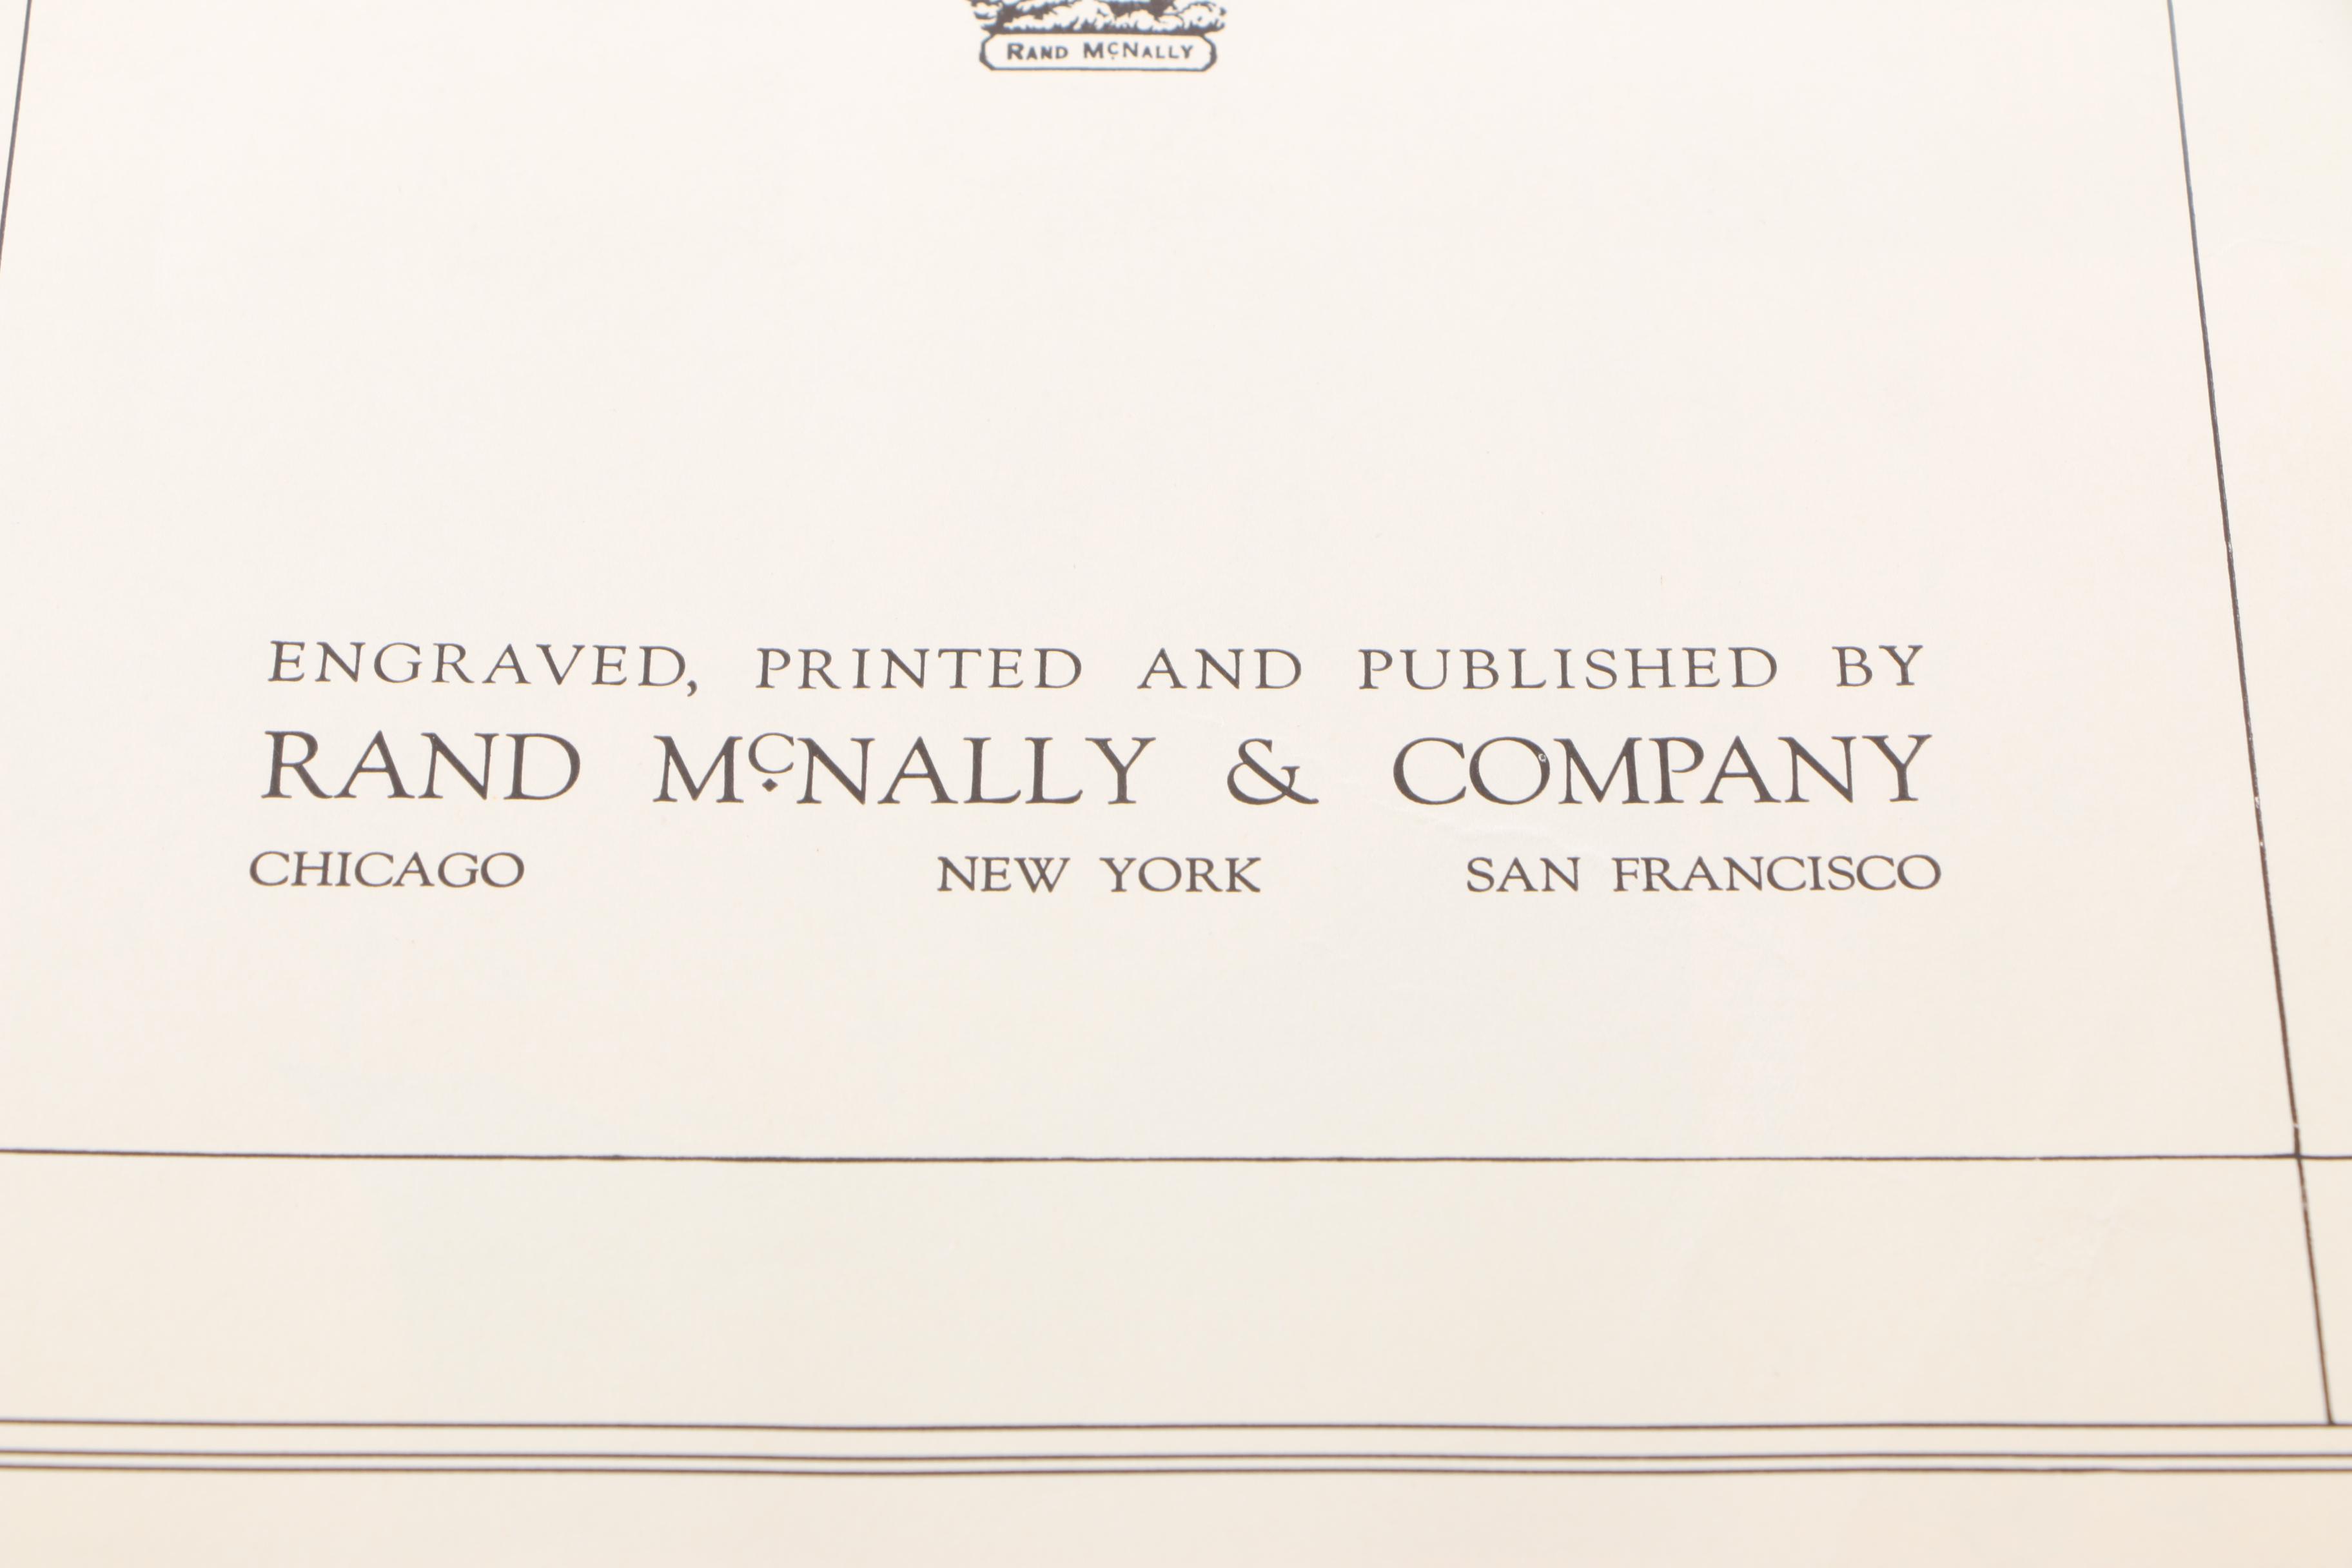 RAND McNALLY
ENGRAVED, PRINTED AND PUBLISHED BY
RAND McNALLY & COMPANY
CHICAGO NEW YORK SAN FRANCISCO